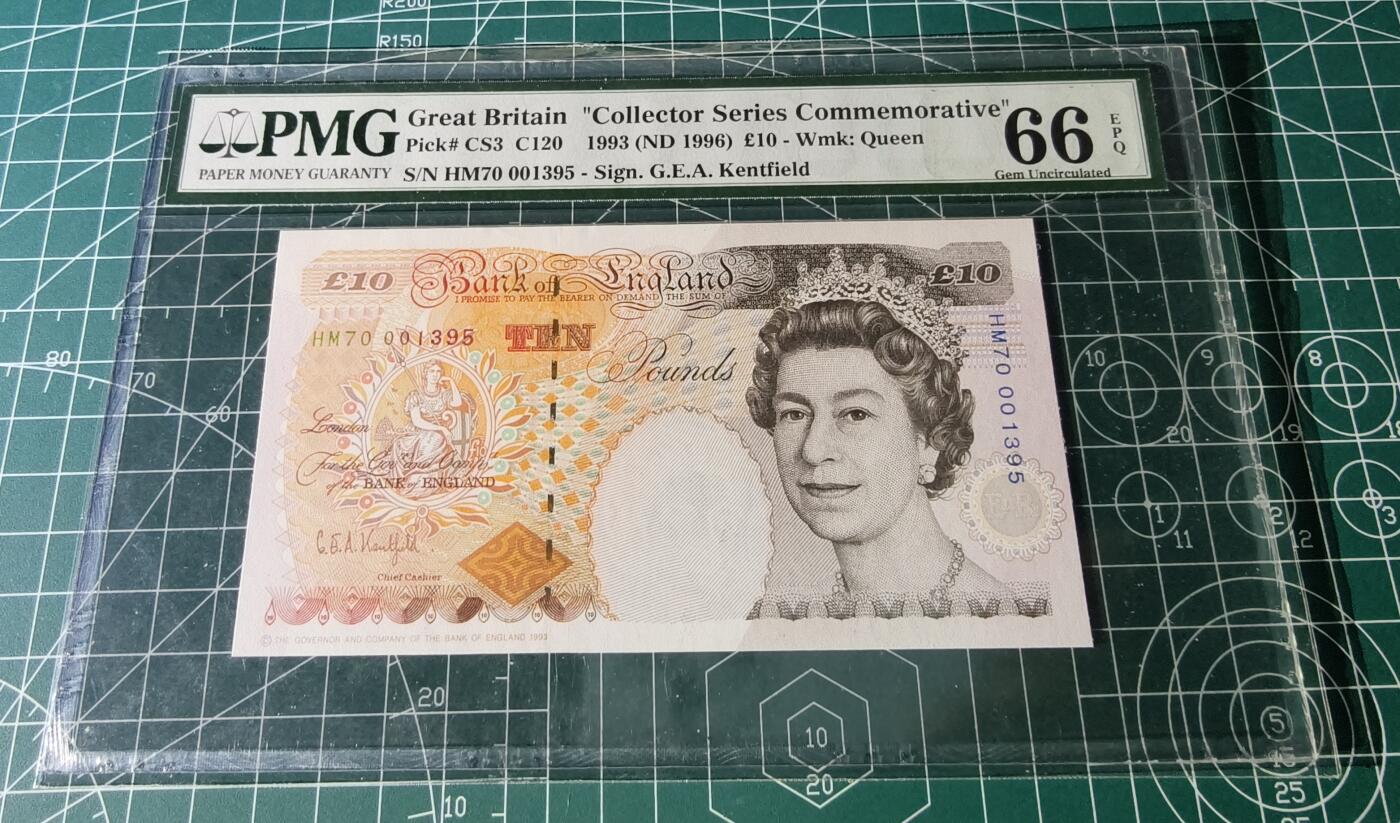 R200
R150
PMG
PAPER MONEY GUARANTY
Great Britain "Collector Series Commemorative"
Pick# CS3 C120 1993 (ND 1996) £10 - Wmk: Queen
S/N HM70 001395 - Sign. G.E.A. Kentfield
66
EPQ
Gem Uncirculated
£10
Bank of England
£10
I PROMISE TO PAY THE BEARER ON DEMAND THE SUM OF
HM70 001395
TEN
Pounds
HM70 001395
London
For the Govr and Compa
of the BANK of ENGLAND
G.E.A. Kentfield
Chief Cashier
© THE GOVERNOR AND COMPANY OF THE BANK OF ENGLAND 1993
80
70
60
10
9
8
20
19
18
1
2
3
11
12
20
10
10
20
5
15
25